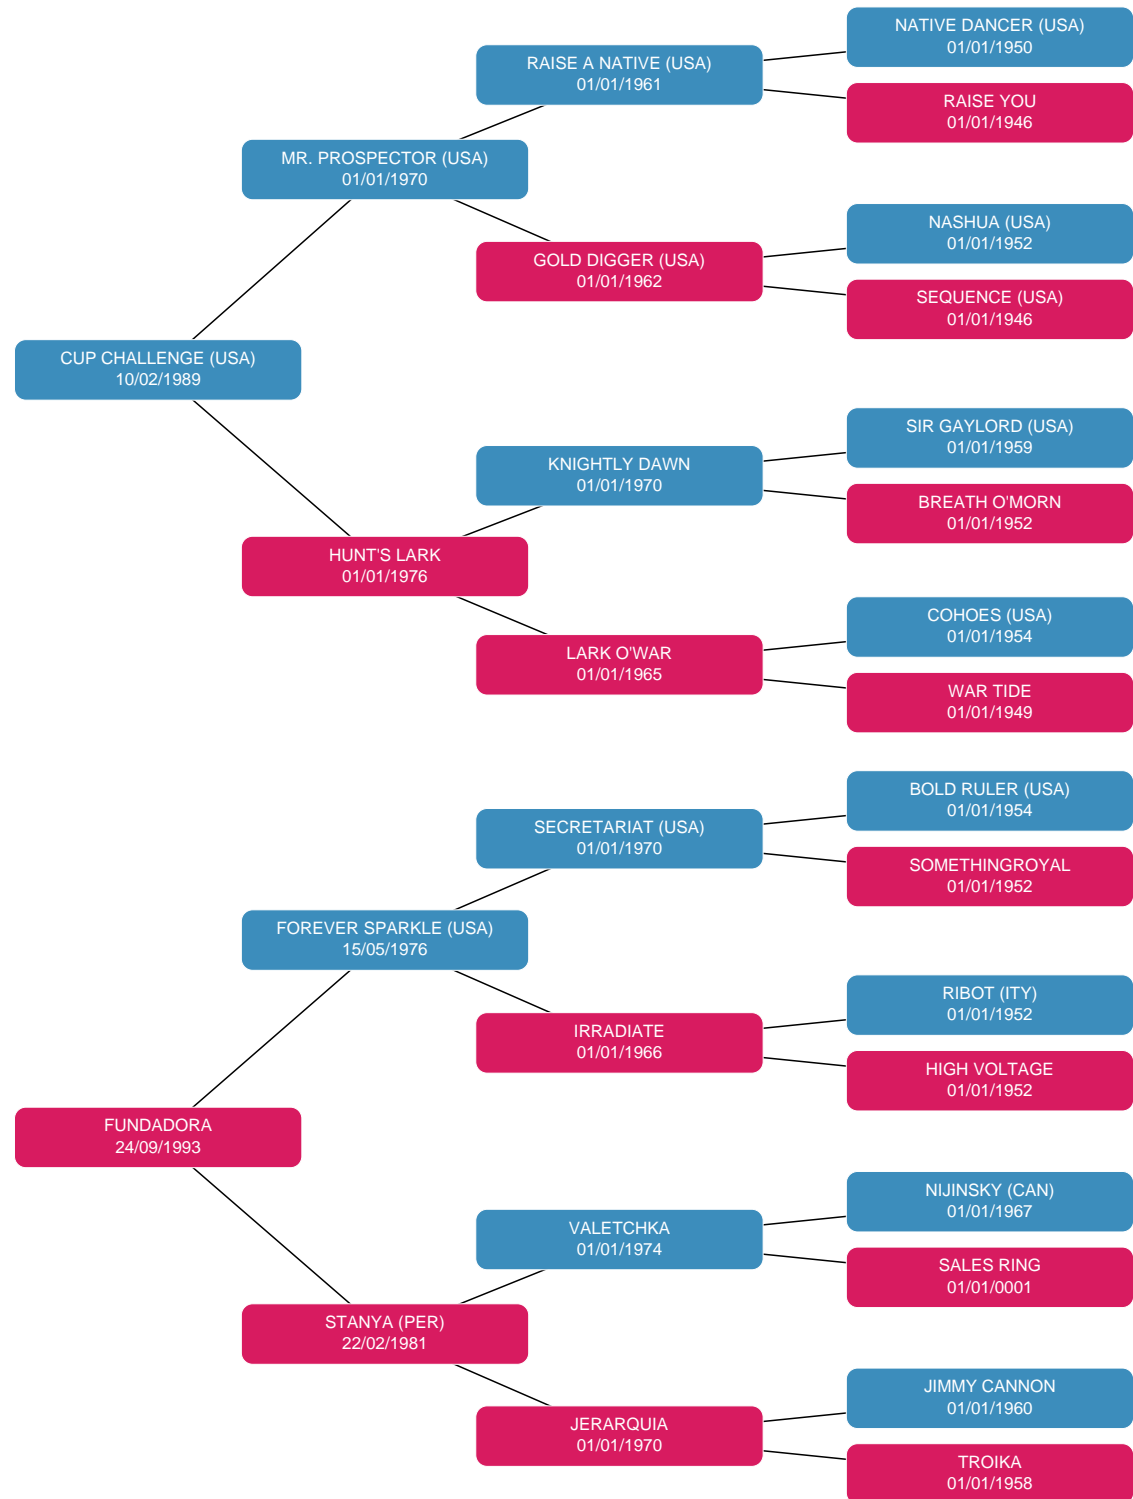 NATIVE DANCER (USA)
01/01/1950
RAISE A NATIVE (USA)
01/01/1961
RAISE YOU
01/01/1946
MR. PROSPECTOR (USA)
01/01/1970
NASHUA (USA)
01/01/1952
GOLD DIGGER (USA)
01/01/1962
SEQUENCE (USA)
01/01/1946
CUP CHALLENGE (USA)
10/02/1989
SIR GAYLORD (USA)
01/01/1959
KNIGHTLY DAWN
01/01/1970
BREATH O'MORN
01/01/1952
HUNT'S LARK
01/01/1976
COHOES (USA)
01/01/1954
LARK O'WAR
01/01/1965
WAR TIDE
01/01/1949
BOLD RULER (USA)
01/01/1954
SECRETARIAT (USA)
01/01/1970
SOMETHINGROYAL
01/01/1952
FOREVER SPARKLE (USA)
15/05/1976
RIBOT (ITY)
01/01/1952
IRRADIATE
01/01/1966
HIGH VOLTAGE
01/01/1952
FUNDADORA
24/09/1993
NIJINSKY (CAN)
01/01/1967
VALETCHKA
01/01/1974
SALES RING
01/01/0001
STANYA (PER)
22/02/1981
JIMMY CANNON
01/01/1960
JERARQUIA
01/01/1970
TROIKA
01/01/1958